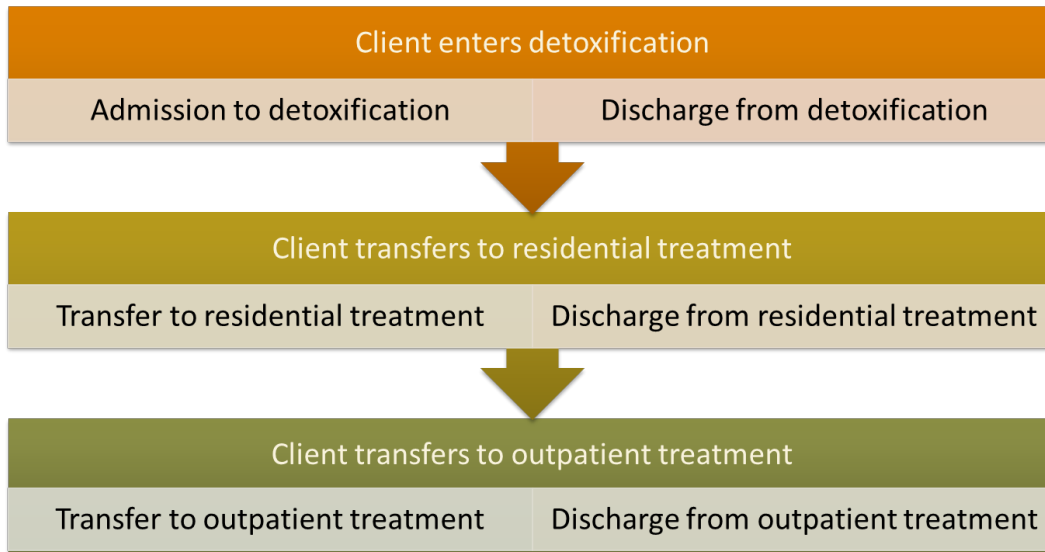 Client enters detoxification
Admission to detoxification
Discharge from detoxification
Client transfers to residential treatment
Transfer to residential treatment
Discharge from residential treatment
Client transfers to outpatient treatment
Transfer to outpatient treatment
Discharge from outpatient treatment